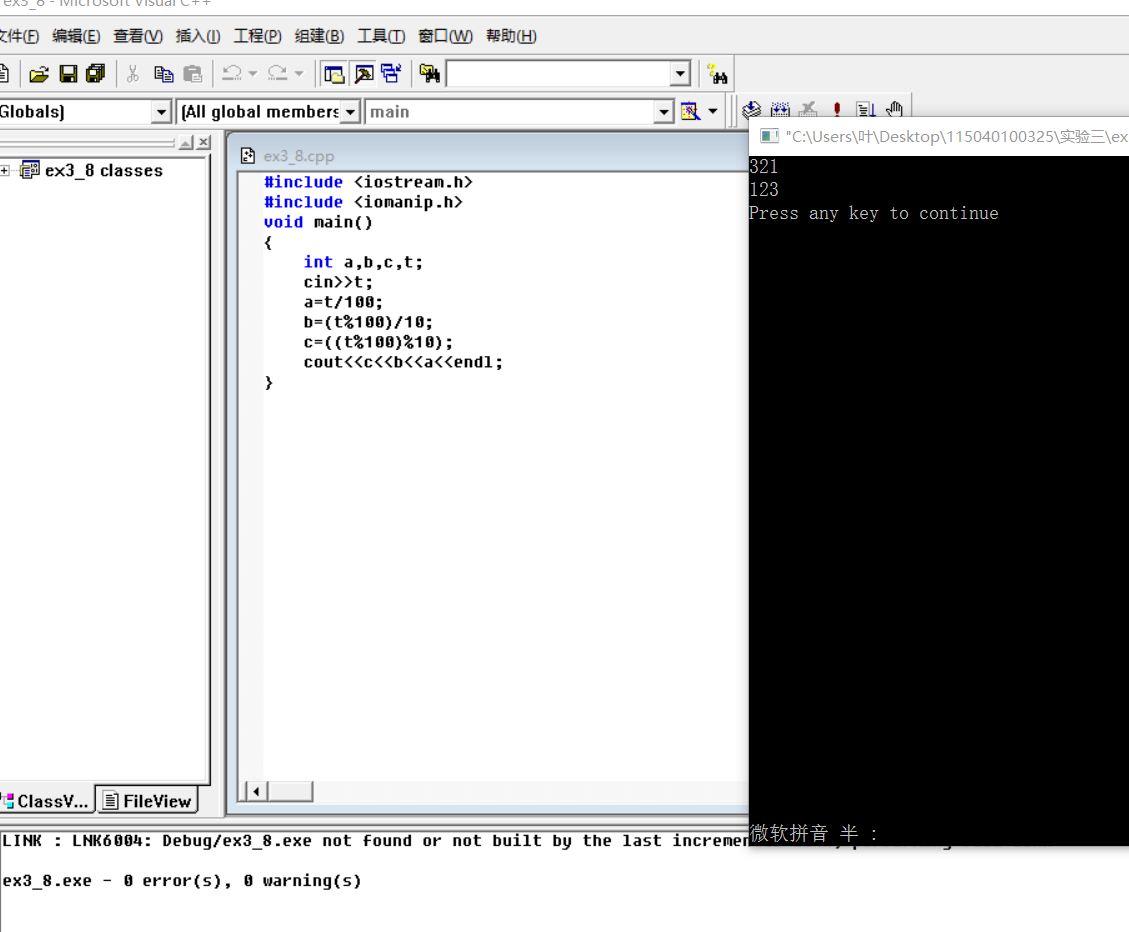 ex3_8 - Microsoft Visual C++
文件(F) 编辑(E) 查看(V) 插入(I) 工程(P) 组建(B) 工具(T) 窗口(W) 帮助(H)
Globals) (All global members main
"C:\Users\叶\Desktop\115040100325\实验三\ex
ex3_8 classes
ex3_8.cpp
#include <iostream.h>
#include <iomanip.h>
void main()
{
int a,b,c,t;
cin>>t;
a=t/100;
b=(t%100)/10;
c=((t%100)%10);
cout<<c<<b<<a<<endl;
}
321
123
Press any key to continue
微软拼音 半 :
ClassV... FileView
LINK : LNK6004: Debug/ex3_8.exe not found or not built by the last increme
ex3_8.exe - 0 error(s), 0 warning(s)